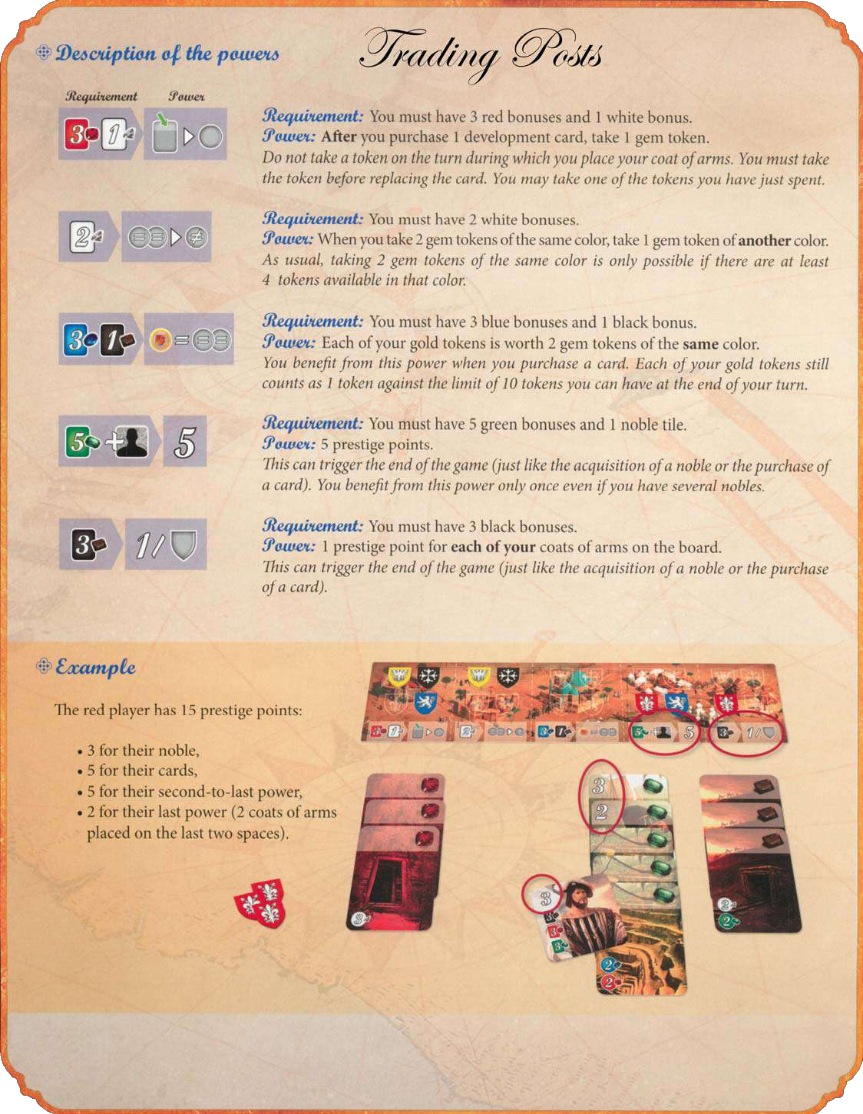 Trading Posts
Description of the powers
Requirement Power
3 1
Requirement: You must have 3 red bonuses and 1 white bonus.
Power: After you purchase 1 development card, take 1 gem token.
Do not take a token on the turn during which you place your coat of arms. You must take
the token before replacing the card. You may take one of the tokens you have just spent.
2
Requirement: You must have 2 white bonuses.
Power: When you take 2 gem tokens of the same color, take 1 gem token of another color.
As usual, taking 2 gem tokens of the same color is only possible if there are at least
4 tokens available in that color.
3 1 =
Requirement: You must have 3 blue bonuses and 1 black bonus.
Power: Each of your gold tokens is worth 2 gem tokens of the same color.
You benefit from this power when you purchase a card. Each of your gold tokens still
counts as 1 token against the limit of 10 tokens you can have at the end of your turn.
5 + 5
Requirement: You must have 5 green bonuses and 1 noble tile.
Power: 5 prestige points.
This can trigger the end of the game (just like the acquisition of a noble or the purchase of
a card). You benefit from this power only once even if you have several nobles.
3 1/
Requirement: You must have 3 black bonuses.
Power: 1 prestige point for each of your coats of arms on the board.
This can trigger the end of the game (just like the acquisition of a noble or the purchase
of a card).
Example
The red player has 15 prestige points:
• 3 for their noble,
• 5 for their cards,
• 5 for their second-to-last power,
• 2 for their last power (2 coats of arms
placed on the last two spaces).
3 1 2 3 1 = 5 + 5 3 1/
3
2
3
3
3
3
3
3
2
2
2